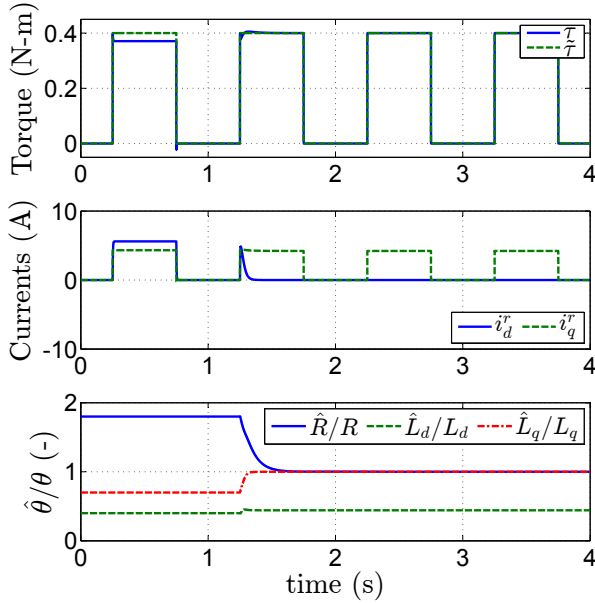 Torque (N-m)
0.4
0.2
0
τ
τ̃
0 1 2 3 4
Currents (A)
10
0
-10
i_d^r i_q^r
0 1 2 3 4
θ̂/θ (-)
2
1
0
R̂/R L̂_d/L_d L̂_q/L_q
0 1 2 3 4
time (s)